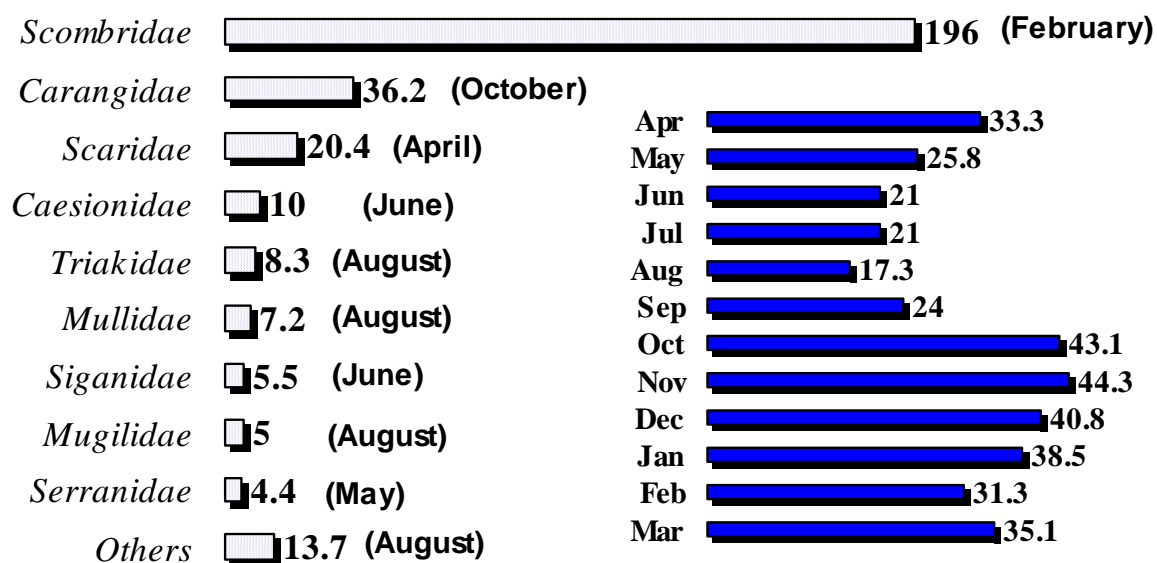 Scombridae 196 (February)
Carangidae 36.2 (October)
Scaridae 20.4 (April)
Caesionidae 10 (June)
Triakidae 8.3 (August)
Mullidae 7.2 (August)
Siganidae 5.5 (June)
Mugilidae 5 (August)
Serranidae 4.4 (May)
Others 13.7 (August)
Apr 33.3
May 25.8
Jun 21
Jul 21
Aug 17.3
Sep 24
Oct 43.1
Nov 44.3
Dec 40.8
Jan 38.5
Feb 31.3
Mar 35.1